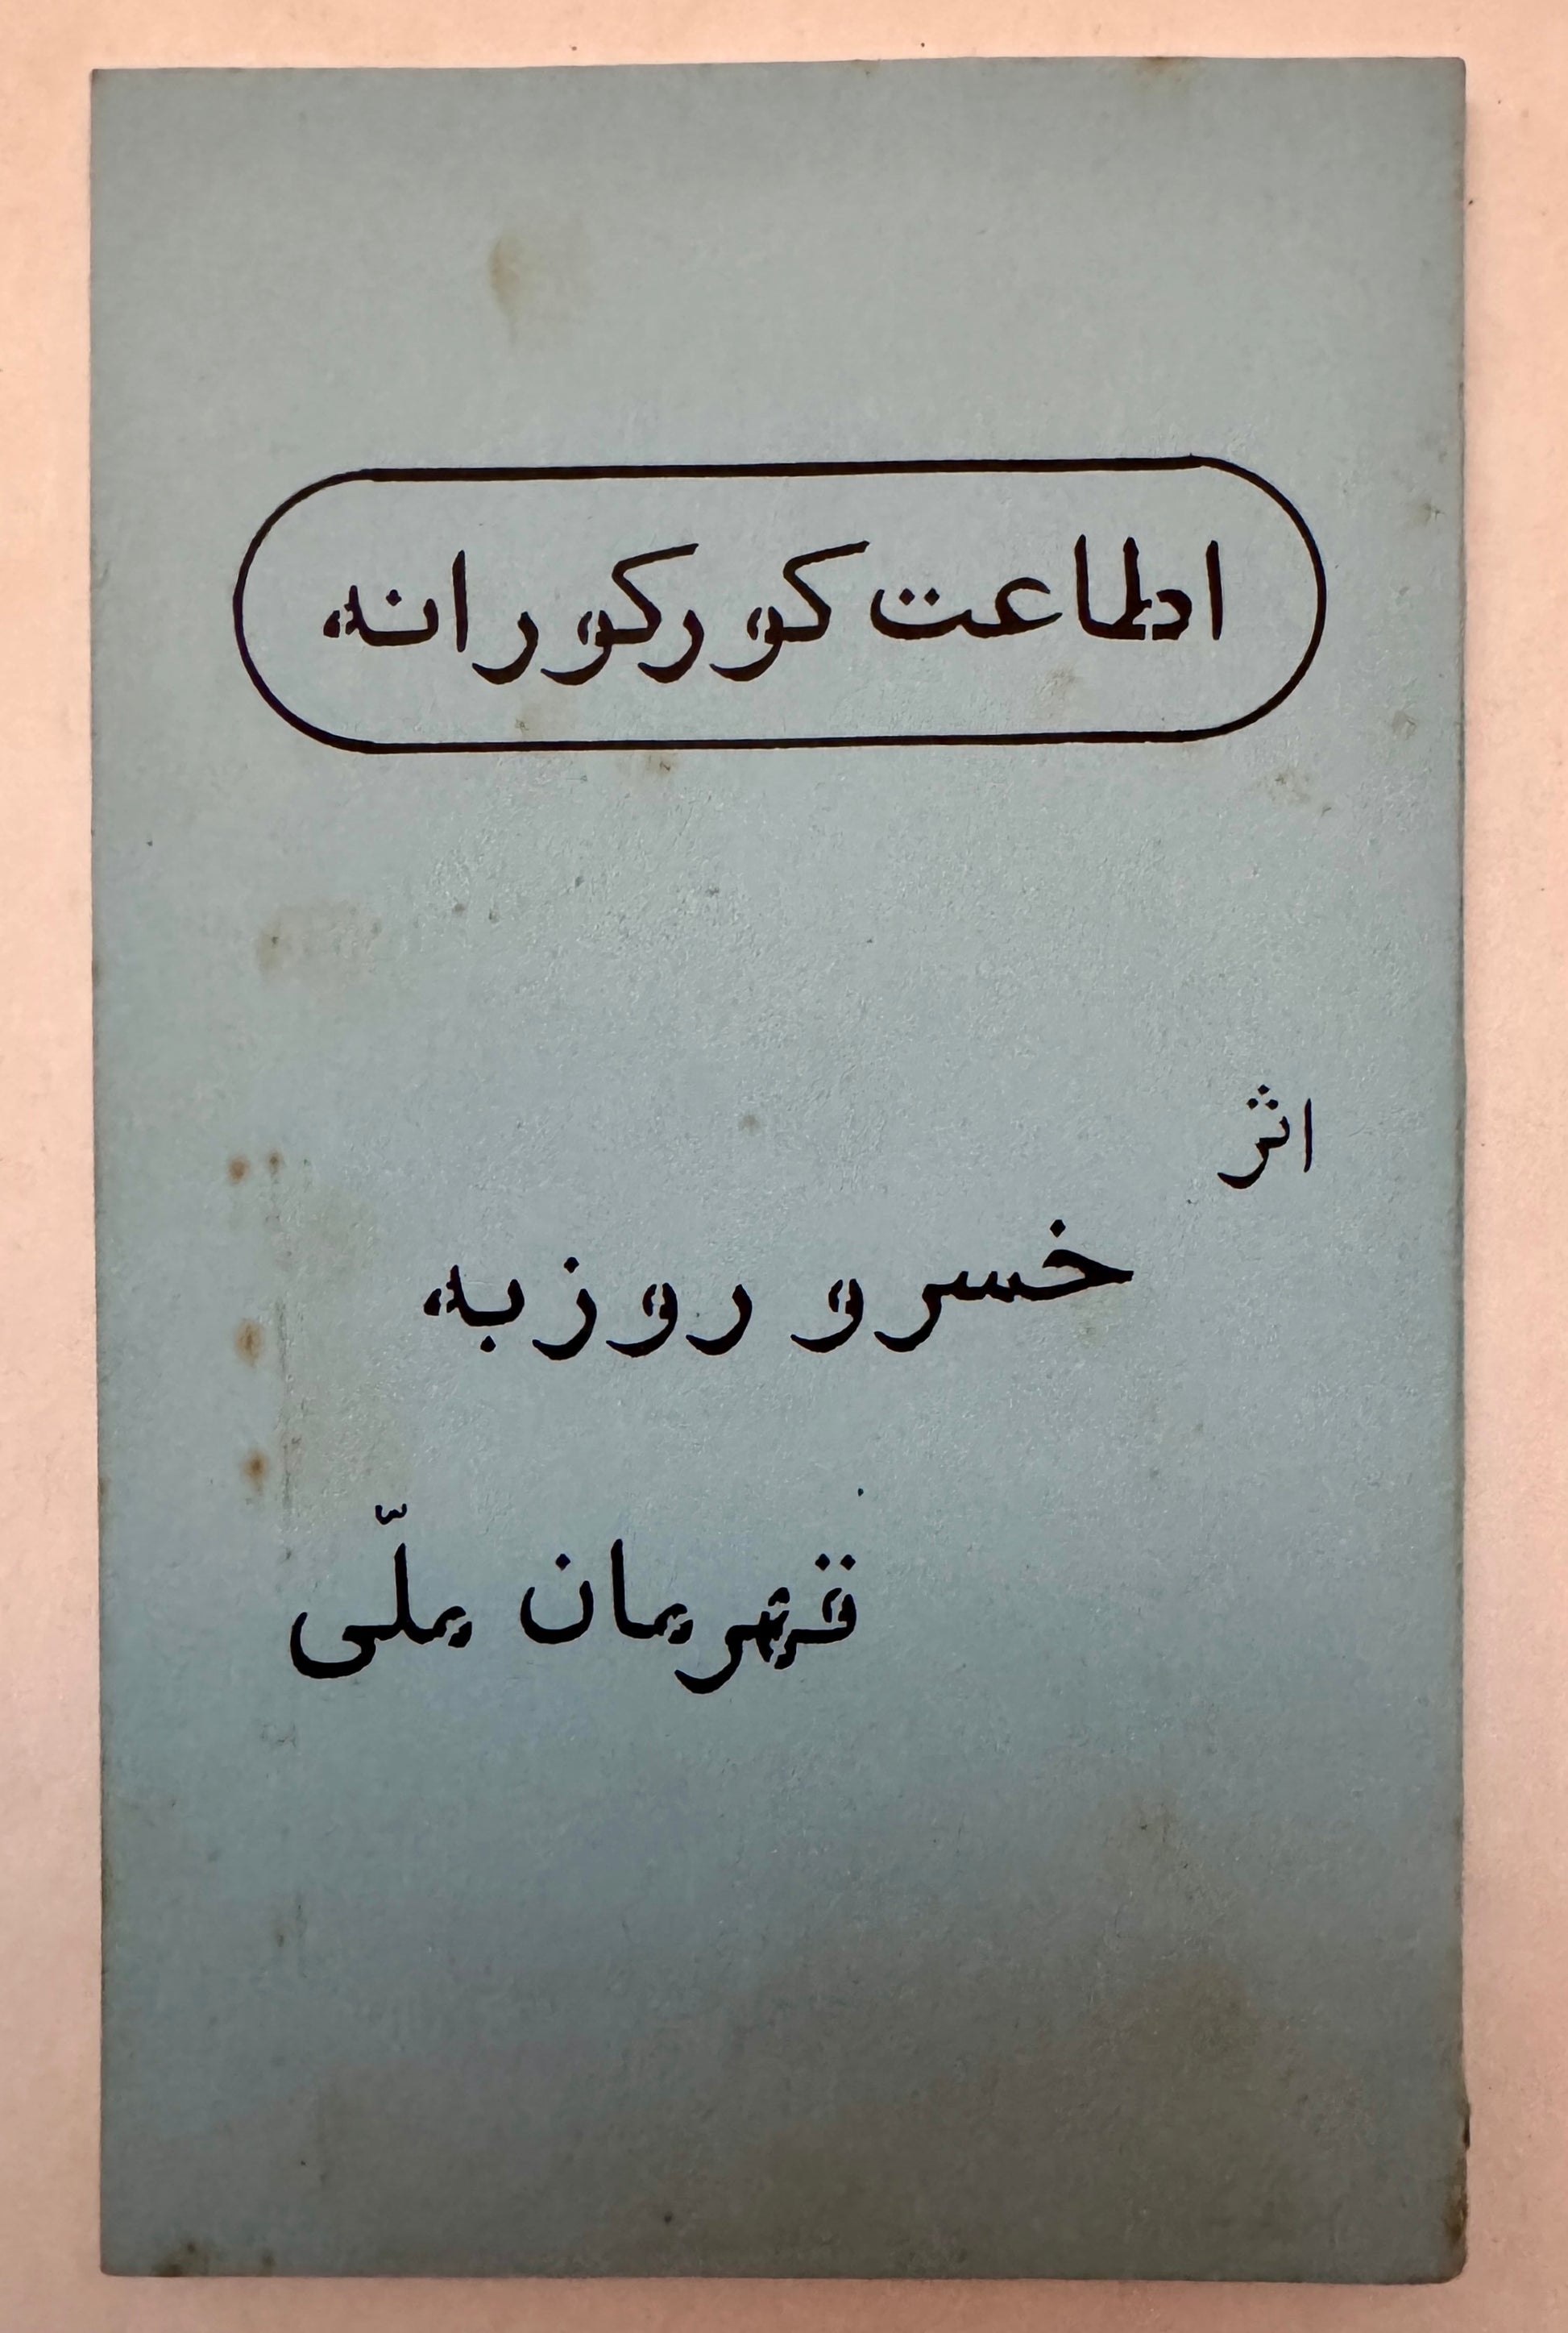 اطاعت کورکورانه
اثر
خسرو روزبه
قهرمان ملّی